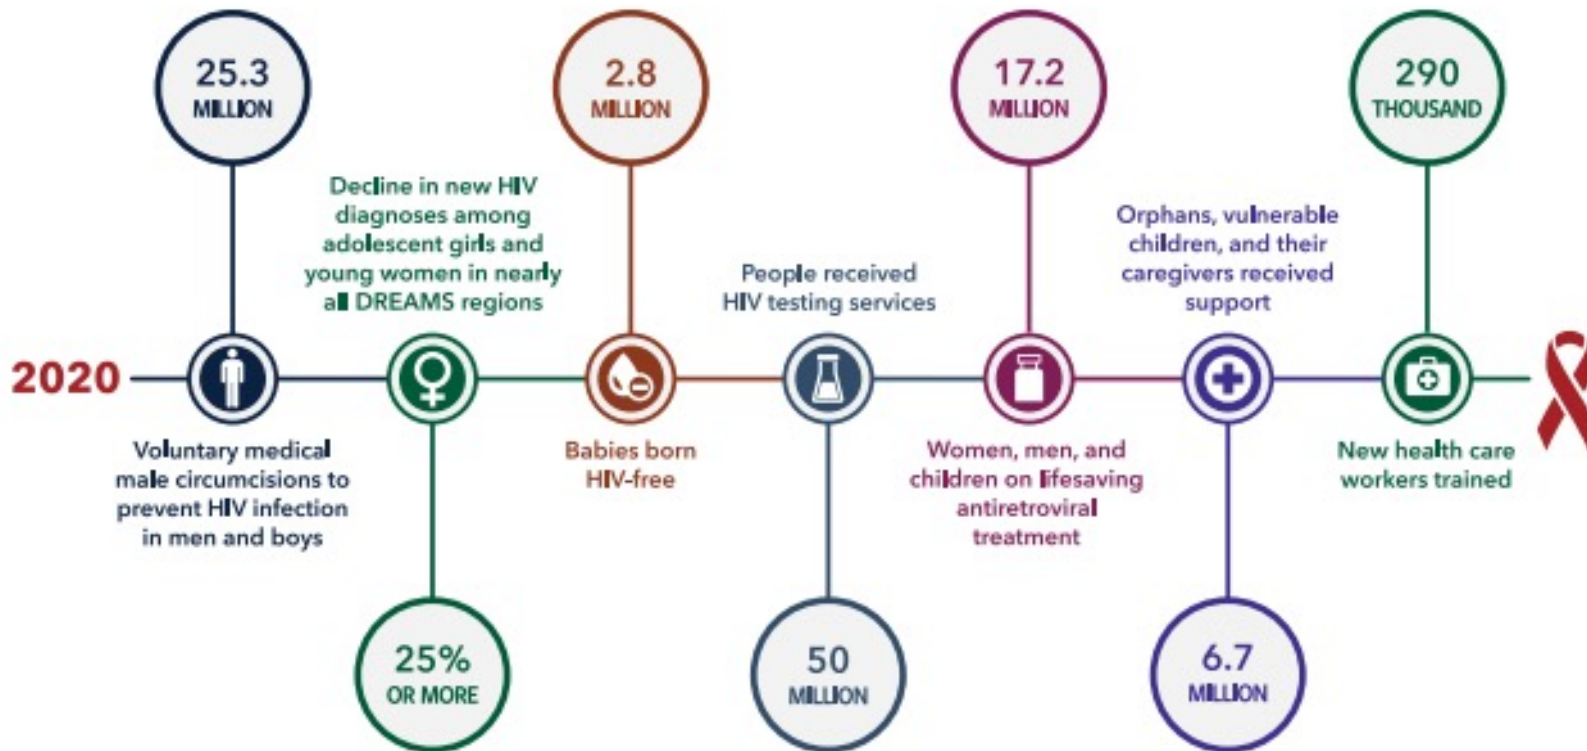 25.3
MILLION
2.8
MILLION
17.2
MILLION
290
THOUSAND
Decline in new HIV
diagnoses among
adolescent girls and
young women in nearly
all DREAMS regions
People received
HIV testing services
Orphans, vulnerable
children, and their
caregivers received
support
2020
Voluntary medical
male circumcisions to
prevent HIV infection
in men and boys
Babies born
HIV-free
Women, men, and
children on lifesaving
antiretroviral
treatment
New health care
workers trained
25%
OR MORE
50
MILLION
6.7
MILLION